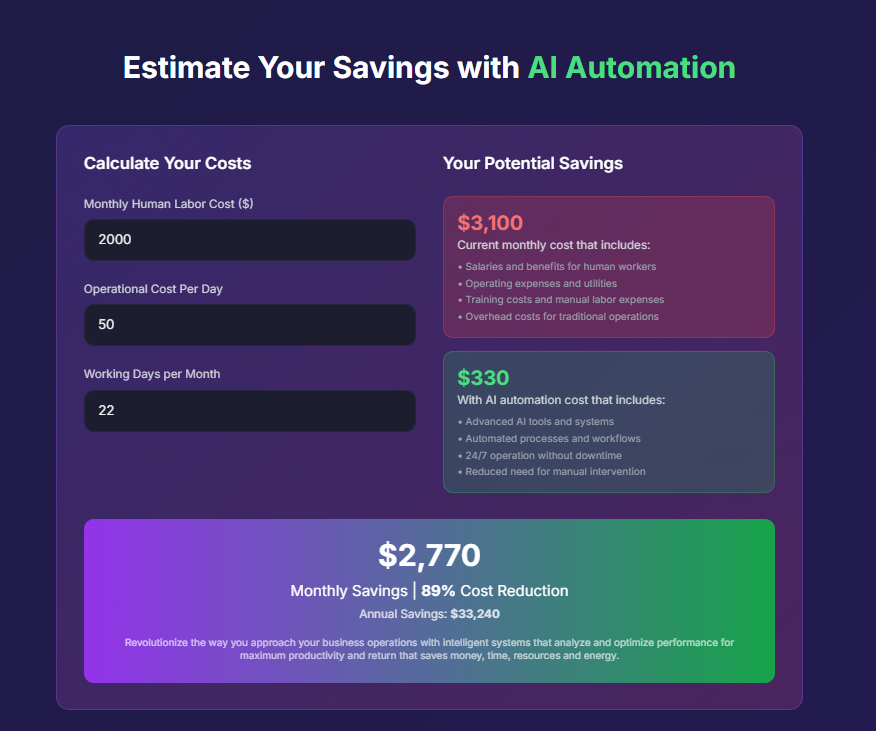 Estimate Your Savings with AI Automation
Calculate Your Costs
Monthly Human Labor Cost ($)
2000
Operational Cost Per Day
50
Working Days per Month
22
Your Potential Savings
$3,100
Current monthly cost that includes:
• Salaries and benefits for human workers
• Operating expenses and utilities
• Training costs and manual labor expenses
• Overhead costs for traditional operations
$330
With AI automation cost that includes:
• Advanced AI tools and systems
• Automated processes and workflows
• 24/7 operation without downtime
• Reduced need for manual intervention
$2,770
Monthly Savings | 89% Cost Reduction
Annual Savings: $33,240
Revolutionize the way you approach your business operations with intelligent systems that analyze and optimize performance for
maximum productivity and return that saves money, time, resources and energy.